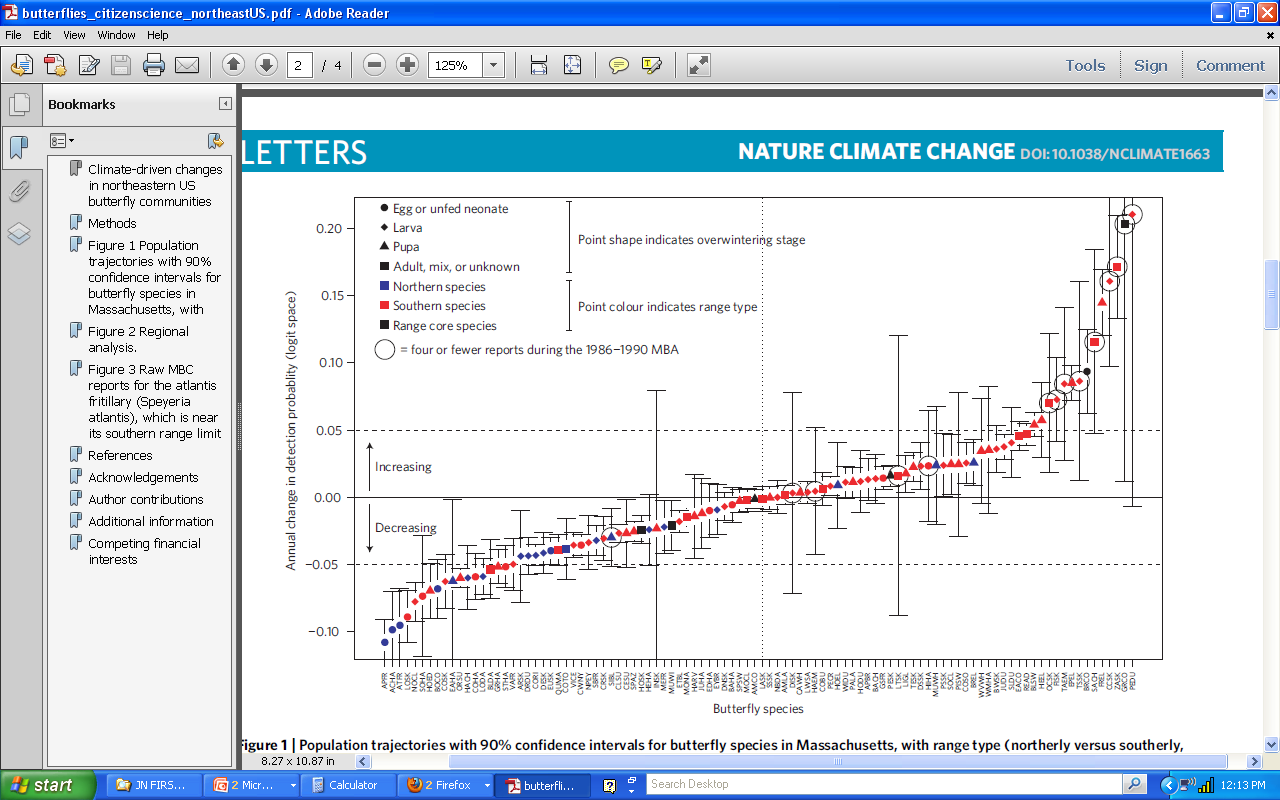 butterflies_citizenscience_northeastUS.pdf - Adobe Reader
File Edit View Window Help
2 / 4 125% Tools Sign Comment
Bookmarks
Climate-driven changes
in northeastern US
butterfly communities
Methods
Figure 1 Population
trajectories with 90%
confidence intervals for
butterfly species in
Massachusetts, with
Figure 2 Regional
analysis.
Figure 3 Raw MBC
reports for the atlantis
fritillary (Speyeria
atlantis), which is near
its southern range limit
References
Acknowledgements
Author contributions
Additional information
Competing financial
interests
LETTERS
NATURE CLIMATE CHANGE DOI: 10.1038/NCLIMATE1663
Annual change in detection probablity (logit space)
0.20
0.15
0.10
0.05
0.00
−0.05
−0.10
Egg or unfed neonate
Larva
Pupa
Adult, mix, or unknown
Point shape indicates overwintering stage
Northern species
Southern species
Range core species
Point colour indicates range type
= four or fewer reports during the 1986−1990 MBA
Increasing
Decreasing
Butterfly species
igure 1 | Population trajectories with 90% confidence intervals for butterfly species in Massachusetts, with range type (northerly versus southerly,
8.27 x 10.87 in
start JN FIRS... 2 Micr... Calculator 2 Firefox butterfli... Search Desktop 12:13 PM